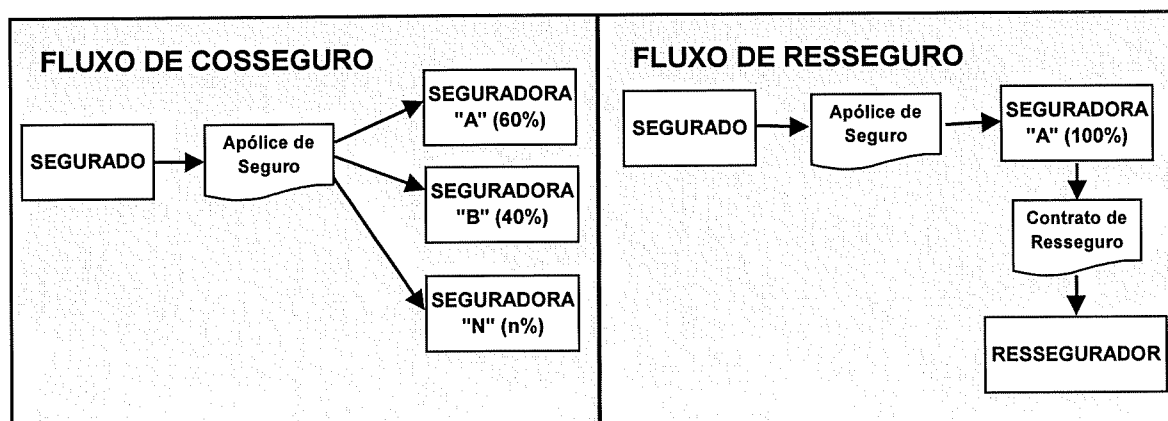 FLUXO DE COSSEGURO
SEGURADO
Apólice de
Seguro
SEGURADORA
"A" (60%)
SEGURADORA
"B" (40%)
SEGURADORA
"N" (n%)
FLUXO DE RESSEGURO
SEGURADO
Apólice de
Seguro
SEGURADORA
"A" (100%)
Contrato de
Resseguro
RESSEGURADOR